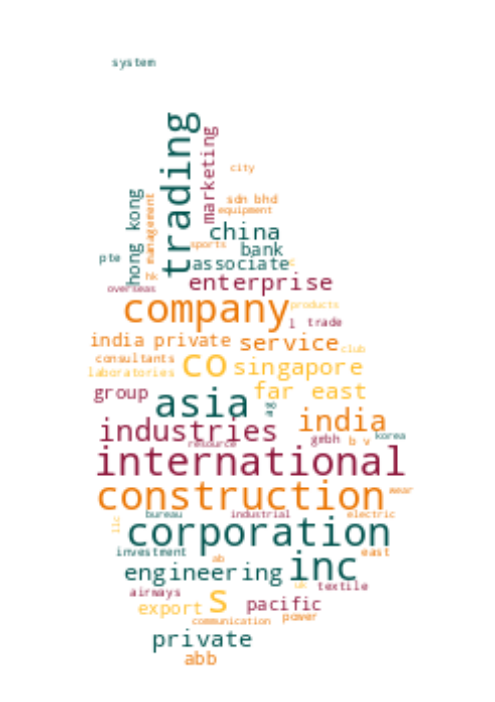 system
trading
marketing
city
hong kong
management
sdn bhd
equipment
china
sports
bank
pte
associate
hk
overseas
enterprise
company
products
l
trade
india private
service
club
consultants
co
singapore
laboratories
group
far east
asia
india
industries
gmbh
b v
korea
resource
international
construction
wear
llc
bureau
industrial
electric
corporation
investment
east
ab
engineering
inc
uk
airways
textile
s
export
pacific
communication
power
private
abb